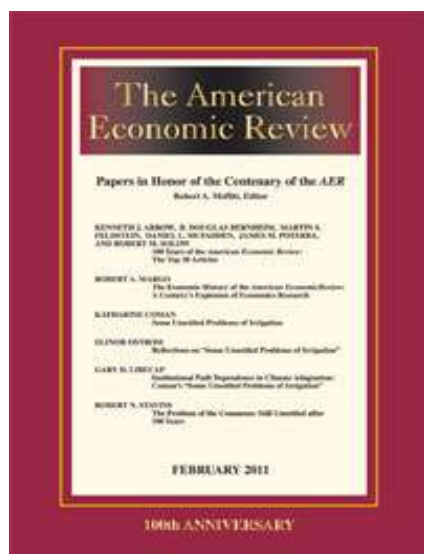 The American
Economic Review
Papers in Honor of the Centenary of the AER
Robert A. Moffitt, Editor
KENNETH J. ARROW, B. DOUGLAS BERNHEIM, MARTIN S.
FELDSTEIN, DANIEL L. MCFADDEN, JAMES M. POTERBA,
AND ROBERT M. SOLOW
100 Years of the American Economic Review:
The Top 20 Articles
ROBERT A. MARGO
The Economic History of the American Economic Review:
A Century's Explosion of Economics Research
KATHARINE COMAN
Some Unsettled Problems of Irrigation
ELINOR OSTROM
Reflections on "Some Unsettled Problems of Irrigation"
GARY D. LIBECAP
Institutional Path Dependence in Climate Adaptation:
Coman's "Some Unsettled Problems of Irrigation"
ROBERT N. STAVINS
The Problem of the Commons: Still Unsettled after
100 Years
FEBRUARY 2011
100th ANNIVERSARY